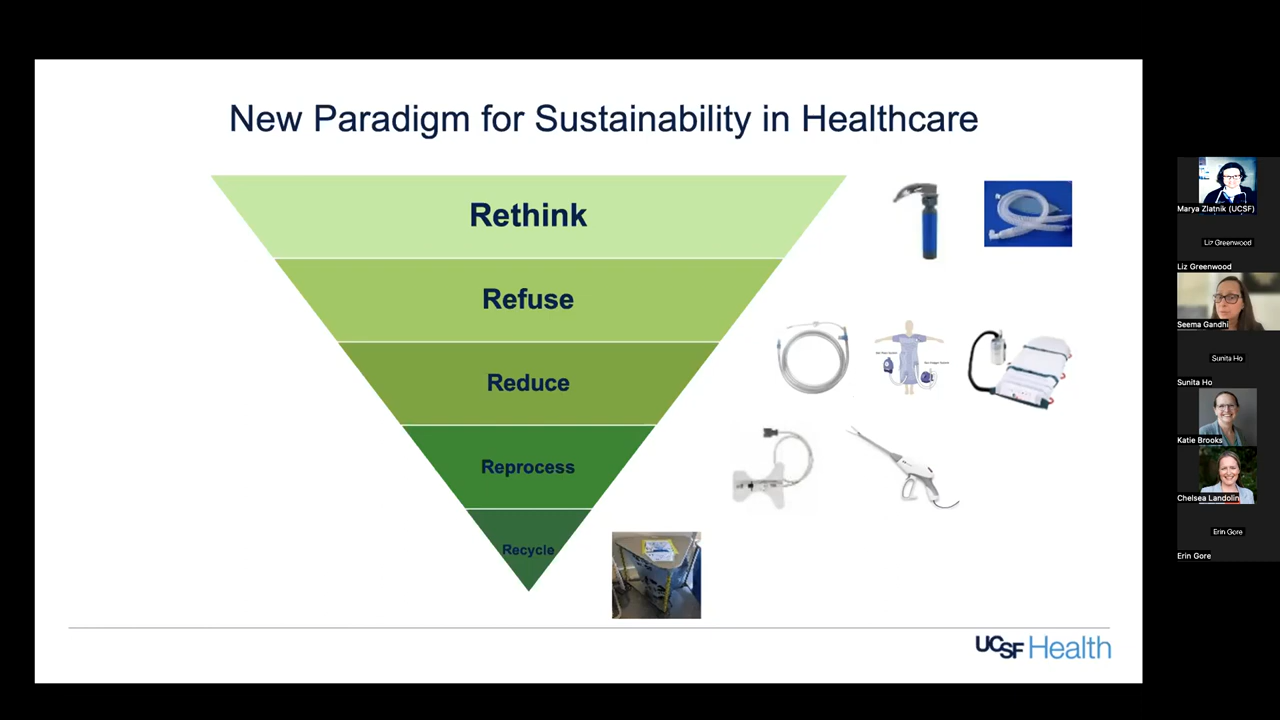 New Paradigm for Sustainability in Healthcare
Rethink
Refuse
Reduce
Reprocess
Recycle
UCSF Health
Marya Zlatnik (UCSF)
Liz Greenwood
Liz Greenwood
Seema Gandhi
Sunita Ho
Sunita Ho
Katie Brooks
Chelsea Landolin
Erin Gore
Erin Gore